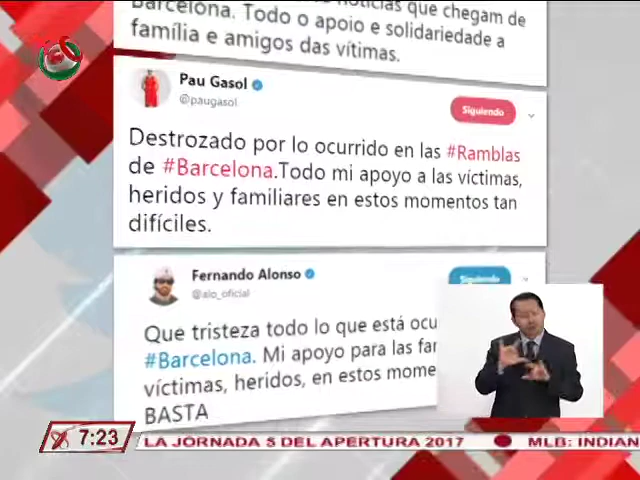 Barcelona. Todo o apoio e solidariedade a
família e amigos das vítimas.
Pau Gasol
@paugasol
Siguiendo
Destrozado por lo ocurrido en las #Ramblas
de #Barcelona.Todo mi apoyo a las víctimas,
heridos y familiares en estos momentos tan
difíciles.
Fernando Alonso
@alo_oficial
Siguiendo
Que tristeza todo lo que está ocu
#Barcelona. Mi apoyo para las fam
víctimas, heridos, en estos mome
BASTA
7:23
LA JORNADA 5 DEL APERTURA 2017
MLB: INDIAN